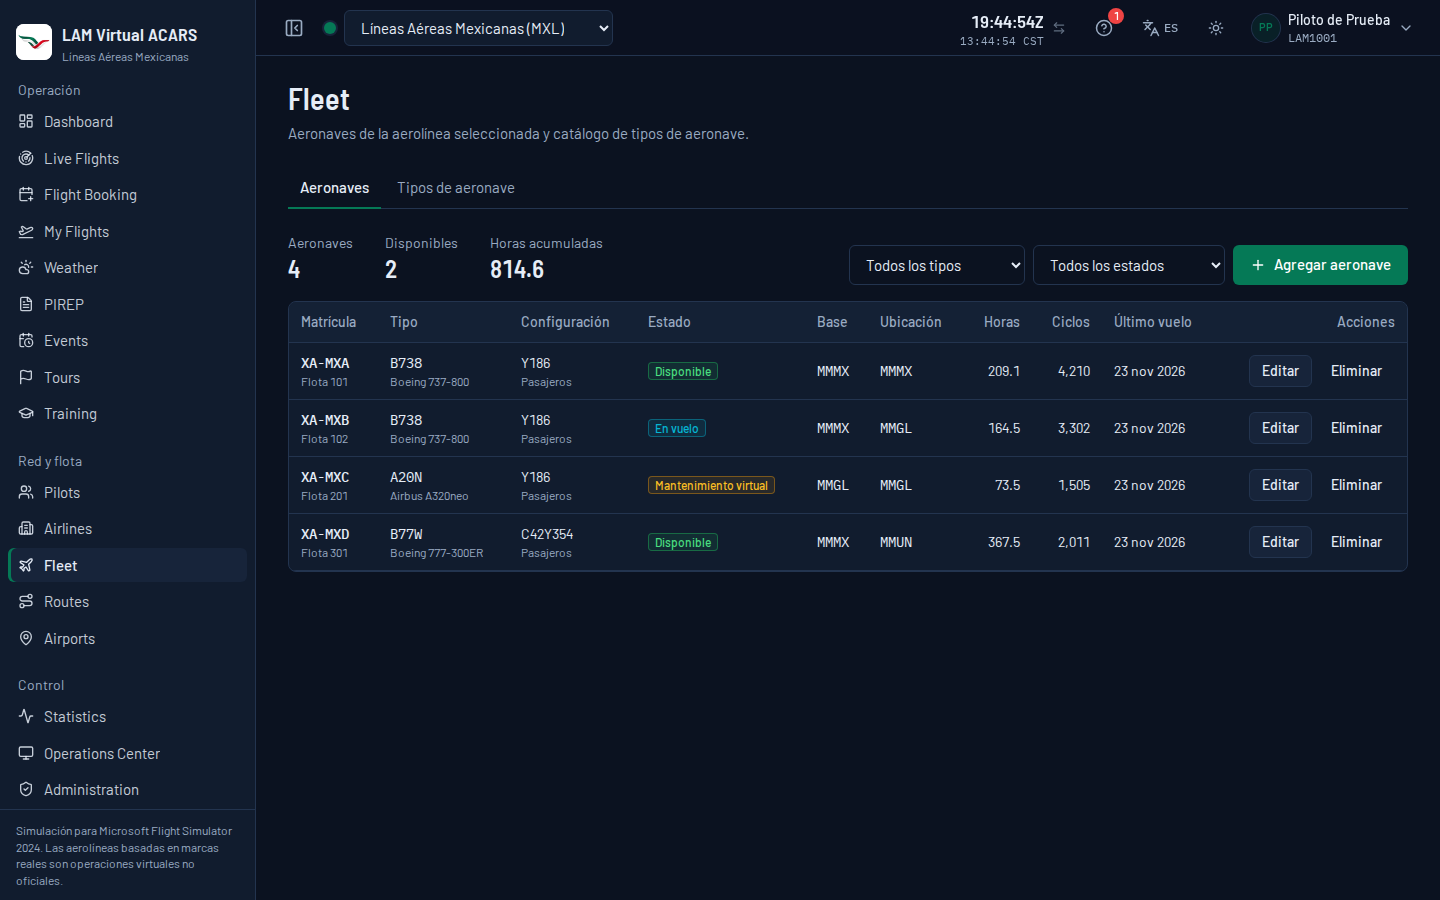 LAM Virtual ACARS
Líneas Aéreas Mexicanas
Operación
Dashboard
Live Flights
Flight Booking
My Flights
Weather
PIREP
Events
Tours
Training
Red y flota
Pilots
Airlines
Fleet
Routes
Airports
Control
Statistics
Operations Center
Administration
Simulación para Microsoft Flight Simulator
2024. Las aerolíneas basadas en marcas
reales son operaciones virtuales no
oficiales.
Líneas Aéreas Mexicanas (MXL)
19:44:54Z
13:44:54 CST
1
ES
PP
Piloto de Prueba
LAM1001
Fleet
Aeronaves de la aerolínea seleccionada y catálogo de tipos de aeronave.
Aeronaves
Tipos de aeronave
Aeronaves
4
Disponibles
2
Horas acumuladas
814.6
Todos los tipos
Todos los estados
Agregar aeronave
Matrícula Tipo Configuración Estado Base Ubicación Horas Ciclos Último vuelo Acciones
XA-MXA B738 Y186 Disponible MMMX MMMX 209.1 4,210 23 nov 2026 Editar Eliminar
Flota 101 Boeing 737-800 Pasajeros
XA-MXB B738 Y186 En vuelo MMMX MMGL 164.5 3,302 23 nov 2026 Editar Eliminar
Flota 102 Boeing 737-800 Pasajeros
XA-MXC A20N Y186 Mantenimiento virtual MMGL MMGL 73.5 1,505 23 nov 2026 Editar Eliminar
Flota 201 Airbus A320neo Pasajeros
XA-MXD B77W C42Y354 Disponible MMMX MMUN 367.5 2,011 23 nov 2026 Editar Eliminar
Flota 301 Boeing 777-300ER Pasajeros